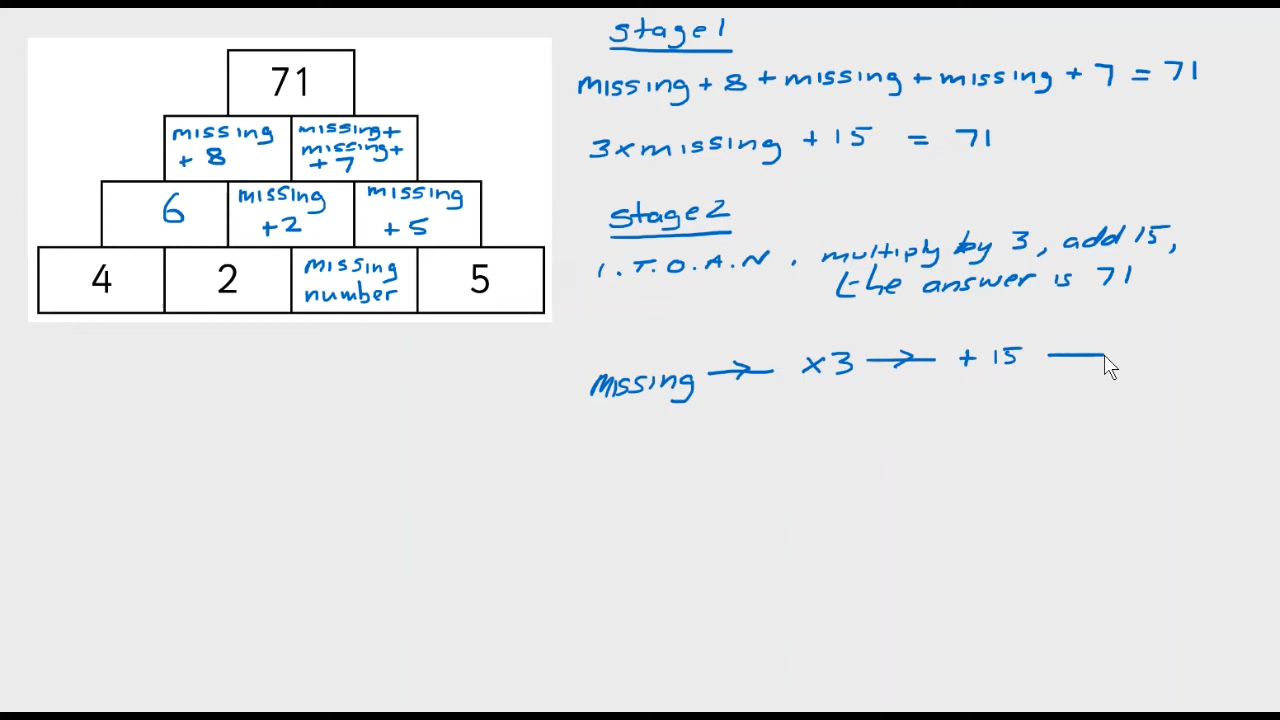 71
missing + 8
missing + missing + + 7
6
missing + 2
missing + 5
4
2
missing number
5
stage 1
missing + 8 + missing + missing + 7 = 71
3 x missing + 15 = 71
stage 2
I.T.O.A.N. multiply by 3, add 15,
the answer is 71
Missing → x3 → + 15